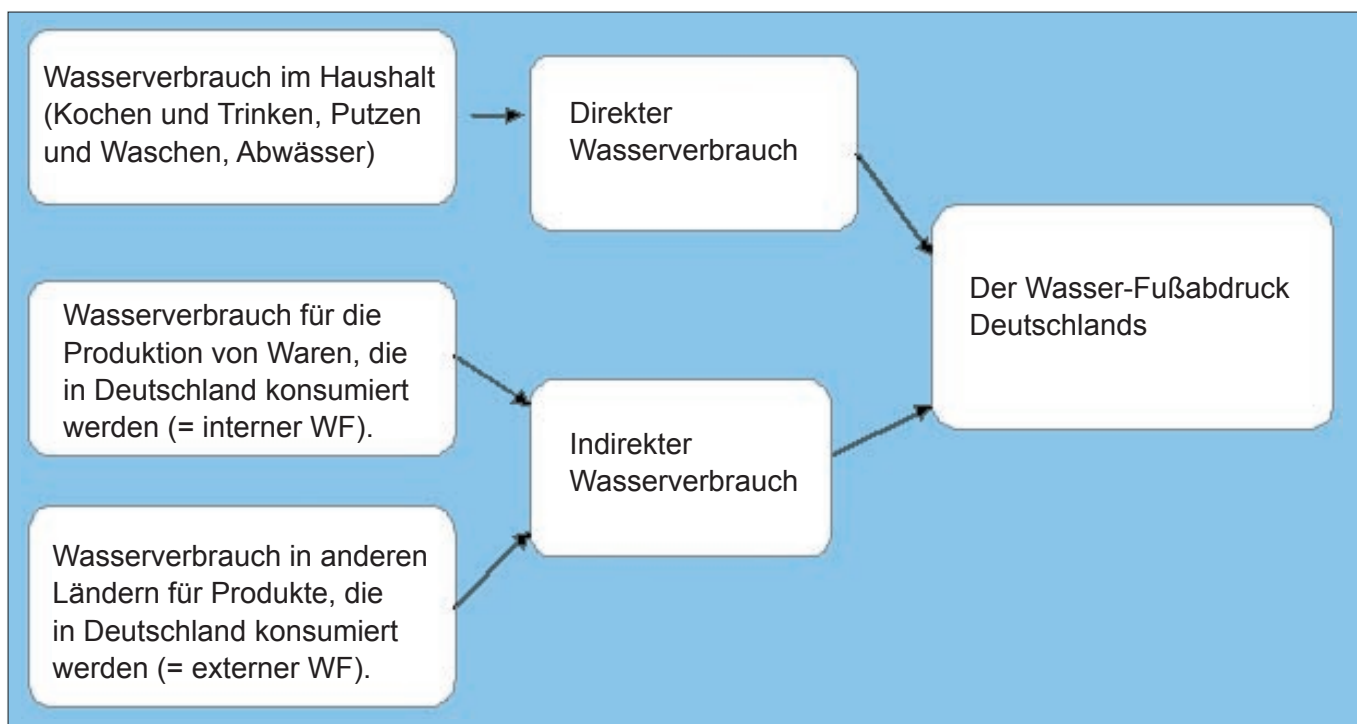 Wasserverbrauch im Haushalt
(Kochen und Trinken, Putzen
und Waschen, Abwässer)
Direkter
Wasserverbrauch
Wasserverbrauch für die
Produktion von Waren, die
in Deutschland konsumiert
werden (= interner WF).
Indirekter
Wasserverbrauch
Wasserverbrauch in anderen
Ländern für Produkte, die
in Deutschland konsumiert
werden (= externer WF).
Der Wasser-Fußabdruck
Deutschlands